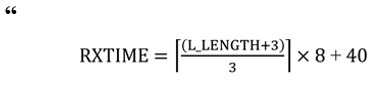 “
RXTIME = ⌈(L_LENGTH+3)/3⌉ × 8 + 40